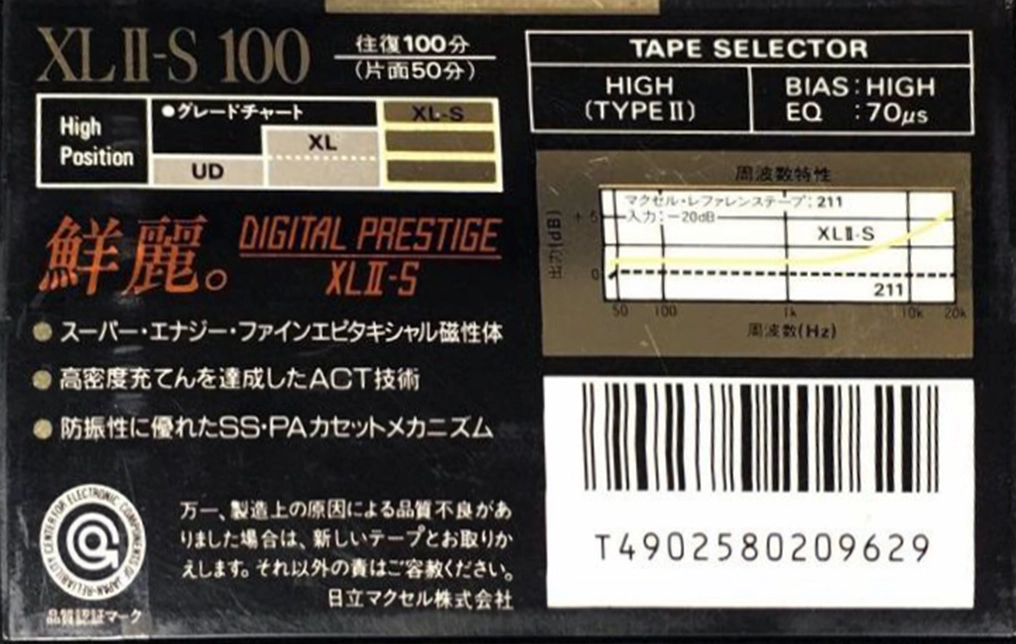 XLⅡ-S 100
往復100分
(片面50分)
High
Position
●グレードチャート
XL-S
XL
UD
鮮麗。
DIGITAL PRESTIGE
XLⅡ-S
スーパー・エナジー・ファインエピタキシャル磁性体
高密度充てんを達成したACT技術
防振性に優れたSS・PAカセットメカニズム
CENTER FOR ELECTRONIC COMPONENTS OF JAPAN-RELIABILITY
品質認証マーク
万一、製造上の原因による品質不良があ
りました場合は、新しいテープとお取りか
えします。それ以外の責はご容赦ください。
日立マクセル株式会社
TAPE SELECTOR
HIGH
(TYPEⅡ)
BIAS:HIGH
EQ :70μs
周波数特性
マクセル・レファレンステープ:211
入力:-20dB
出力(dB)
+5
0
XLⅡ-S
211
50 100 1k 10k 20k
周波数(Hz)
T4902580209629